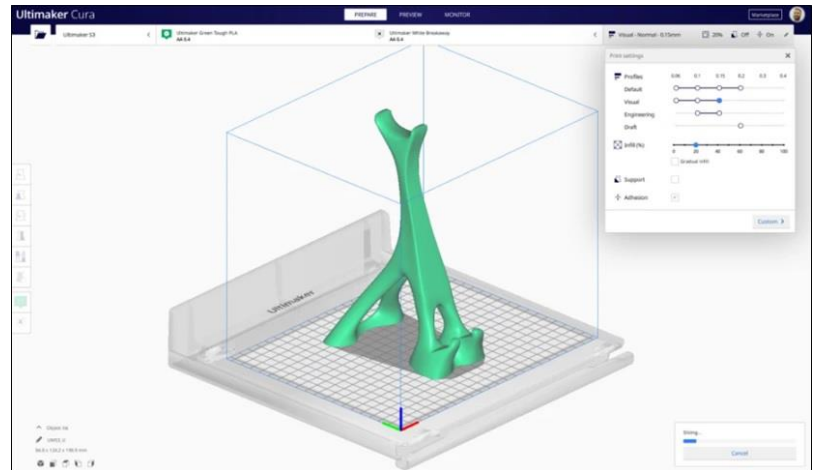 Ultimaker Cura
PREPARE PREVIEW MONITOR
Marketplace
Ultimaker S3
Ultimaker Green Tough PLA
AA 0.4
Ultimaker White Breakaway
AA 0.4
Visual - Normal - 0.15mm 20% Off On
Print settings
Profiles 0.06 0.1 0.15 0.2 0.3 0.4
Default
Visual
Engineering
Draft
Infill (%)
0 20 40 60 80 100
Gradual infill
Support
Adhesion
Custom
Ultimaker
Object list
Slicing...
Cancel